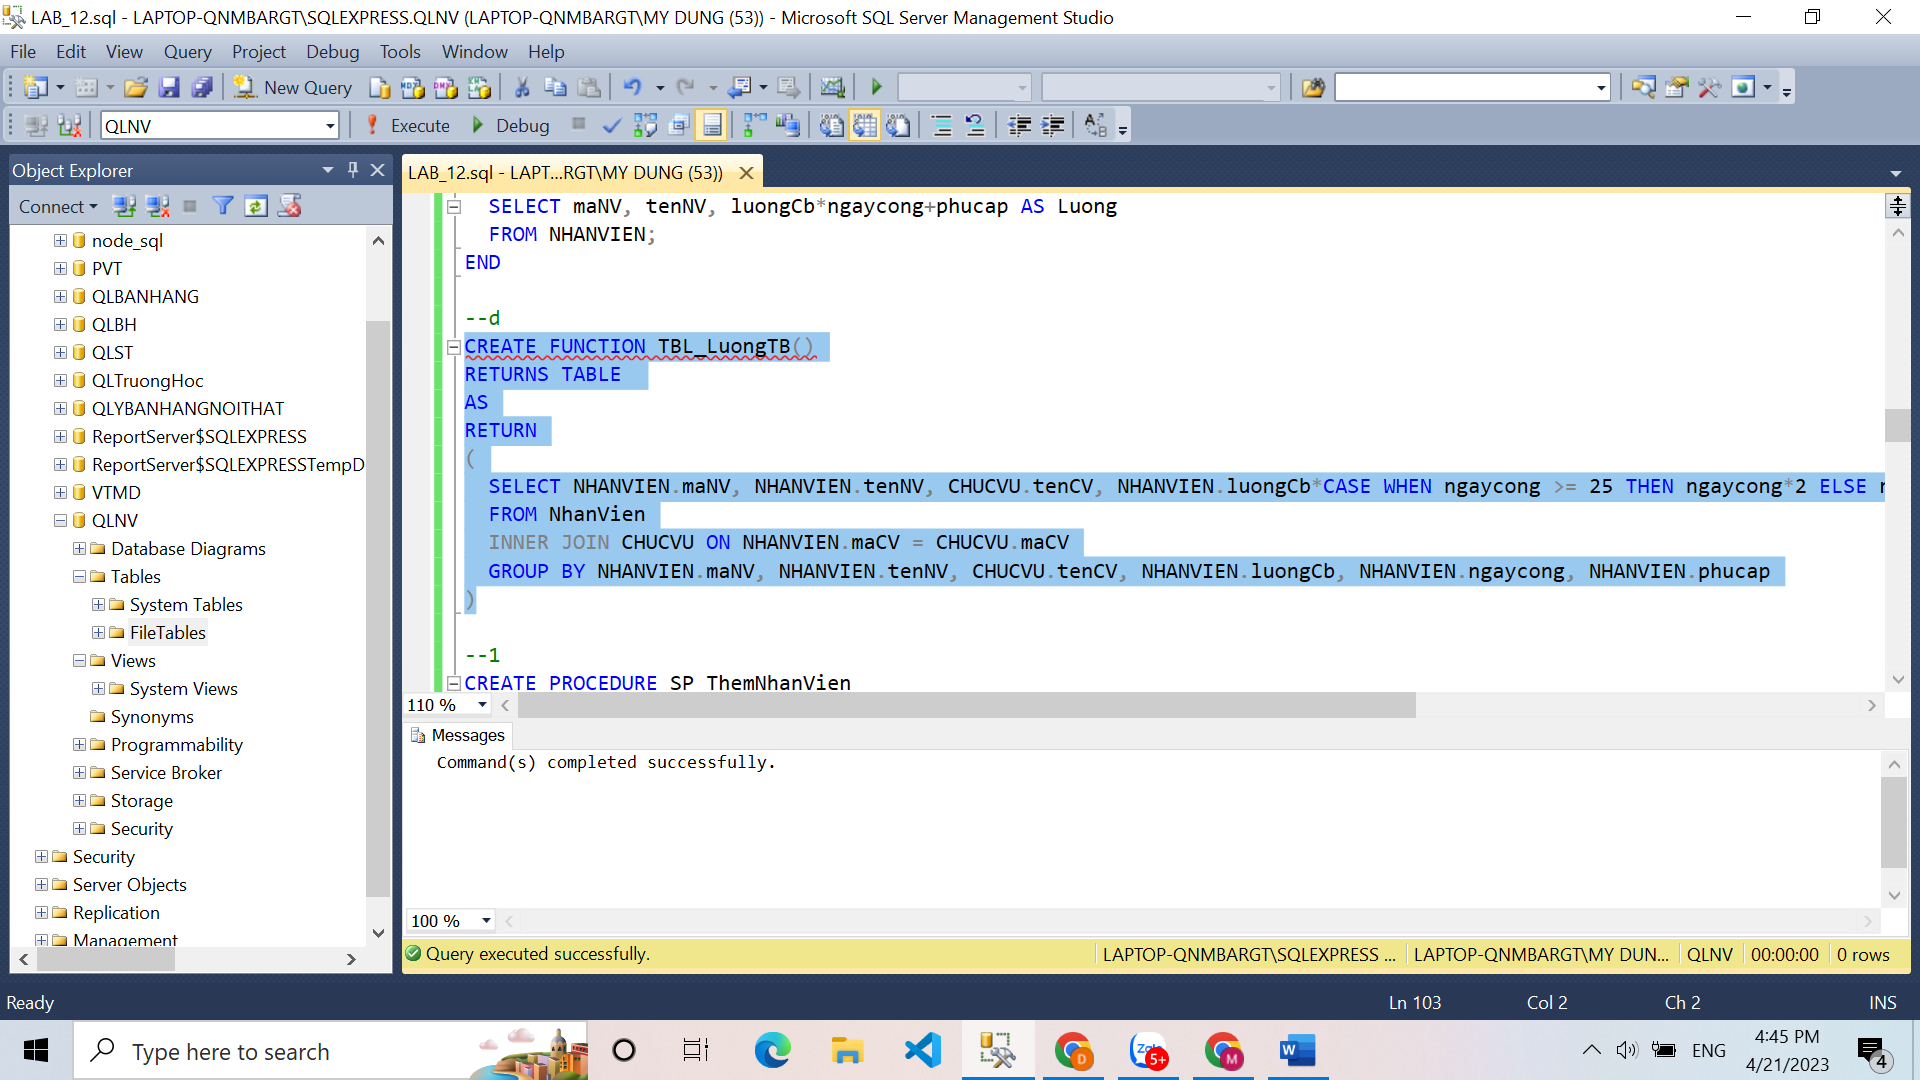 LAB_12.sql - LAPTOP-QNMBARGT\SQLEXPRESS.QLNV (LAPTOP-QNMBARGT\MY DUNG (53)) - Microsoft SQL Server Management Studio
File Edit View Query Project Debug Tools Window Help
New Query
QLNV Execute Debug
Object Explorer
Connect
node_sql
PVT
QLBANHANG
QLBH
QLST
QLTruongHoc
QLYBANHANGNOITHAT
ReportServer$SQLEXPRESS
ReportServer$SQLEXPRESSTempD
VTMD
QLNV
Database Diagrams
Tables
System Tables
FileTables
Views
System Views
Synonyms
Programmability
Service Broker
Storage
Security
Security
Server Objects
Replication
Management
LAB_12.sql - LAPT...RGT\MY DUNG (53))
SELECT maNV, tenNV, luongCb*ngaycong+phucap AS Luong
FROM NHANVIEN;
END
--d
CREATE FUNCTION TBL_LuongTB()
RETURNS TABLE
AS
RETURN
(
SELECT NHANVIEN.maNV, NHANVIEN.tenNV, CHUCVU.tenCV, NHANVIEN.luongCb*CASE WHEN ngaycong >= 25 THEN ngaycong*2 ELSE
FROM NhanVien
INNER JOIN CHUCVU ON NHANVIEN.maCV = CHUCVU.maCV
GROUP BY NHANVIEN.maNV, NHANVIEN.tenNV, CHUCVU.tenCV, NHANVIEN.luongCb, NHANVIEN.ngaycong, NHANVIEN.phucap
)
--1
CREATE PROCEDURE SP_ThemNhanVien
110 %
Messages
Command(s) completed successfully.
100 %
Query executed successfully. LAPTOP-QNMBARGT\SQLEXPRESS ... LAPTOP-QNMBARGT\MY DUN... QLNV 00:00:00 0 rows
Ready Ln 103 Col 2 Ch 2 INS
Type here to search
D
Zalo
5+
M
W
ENG
4:45 PM
4/21/2023
4